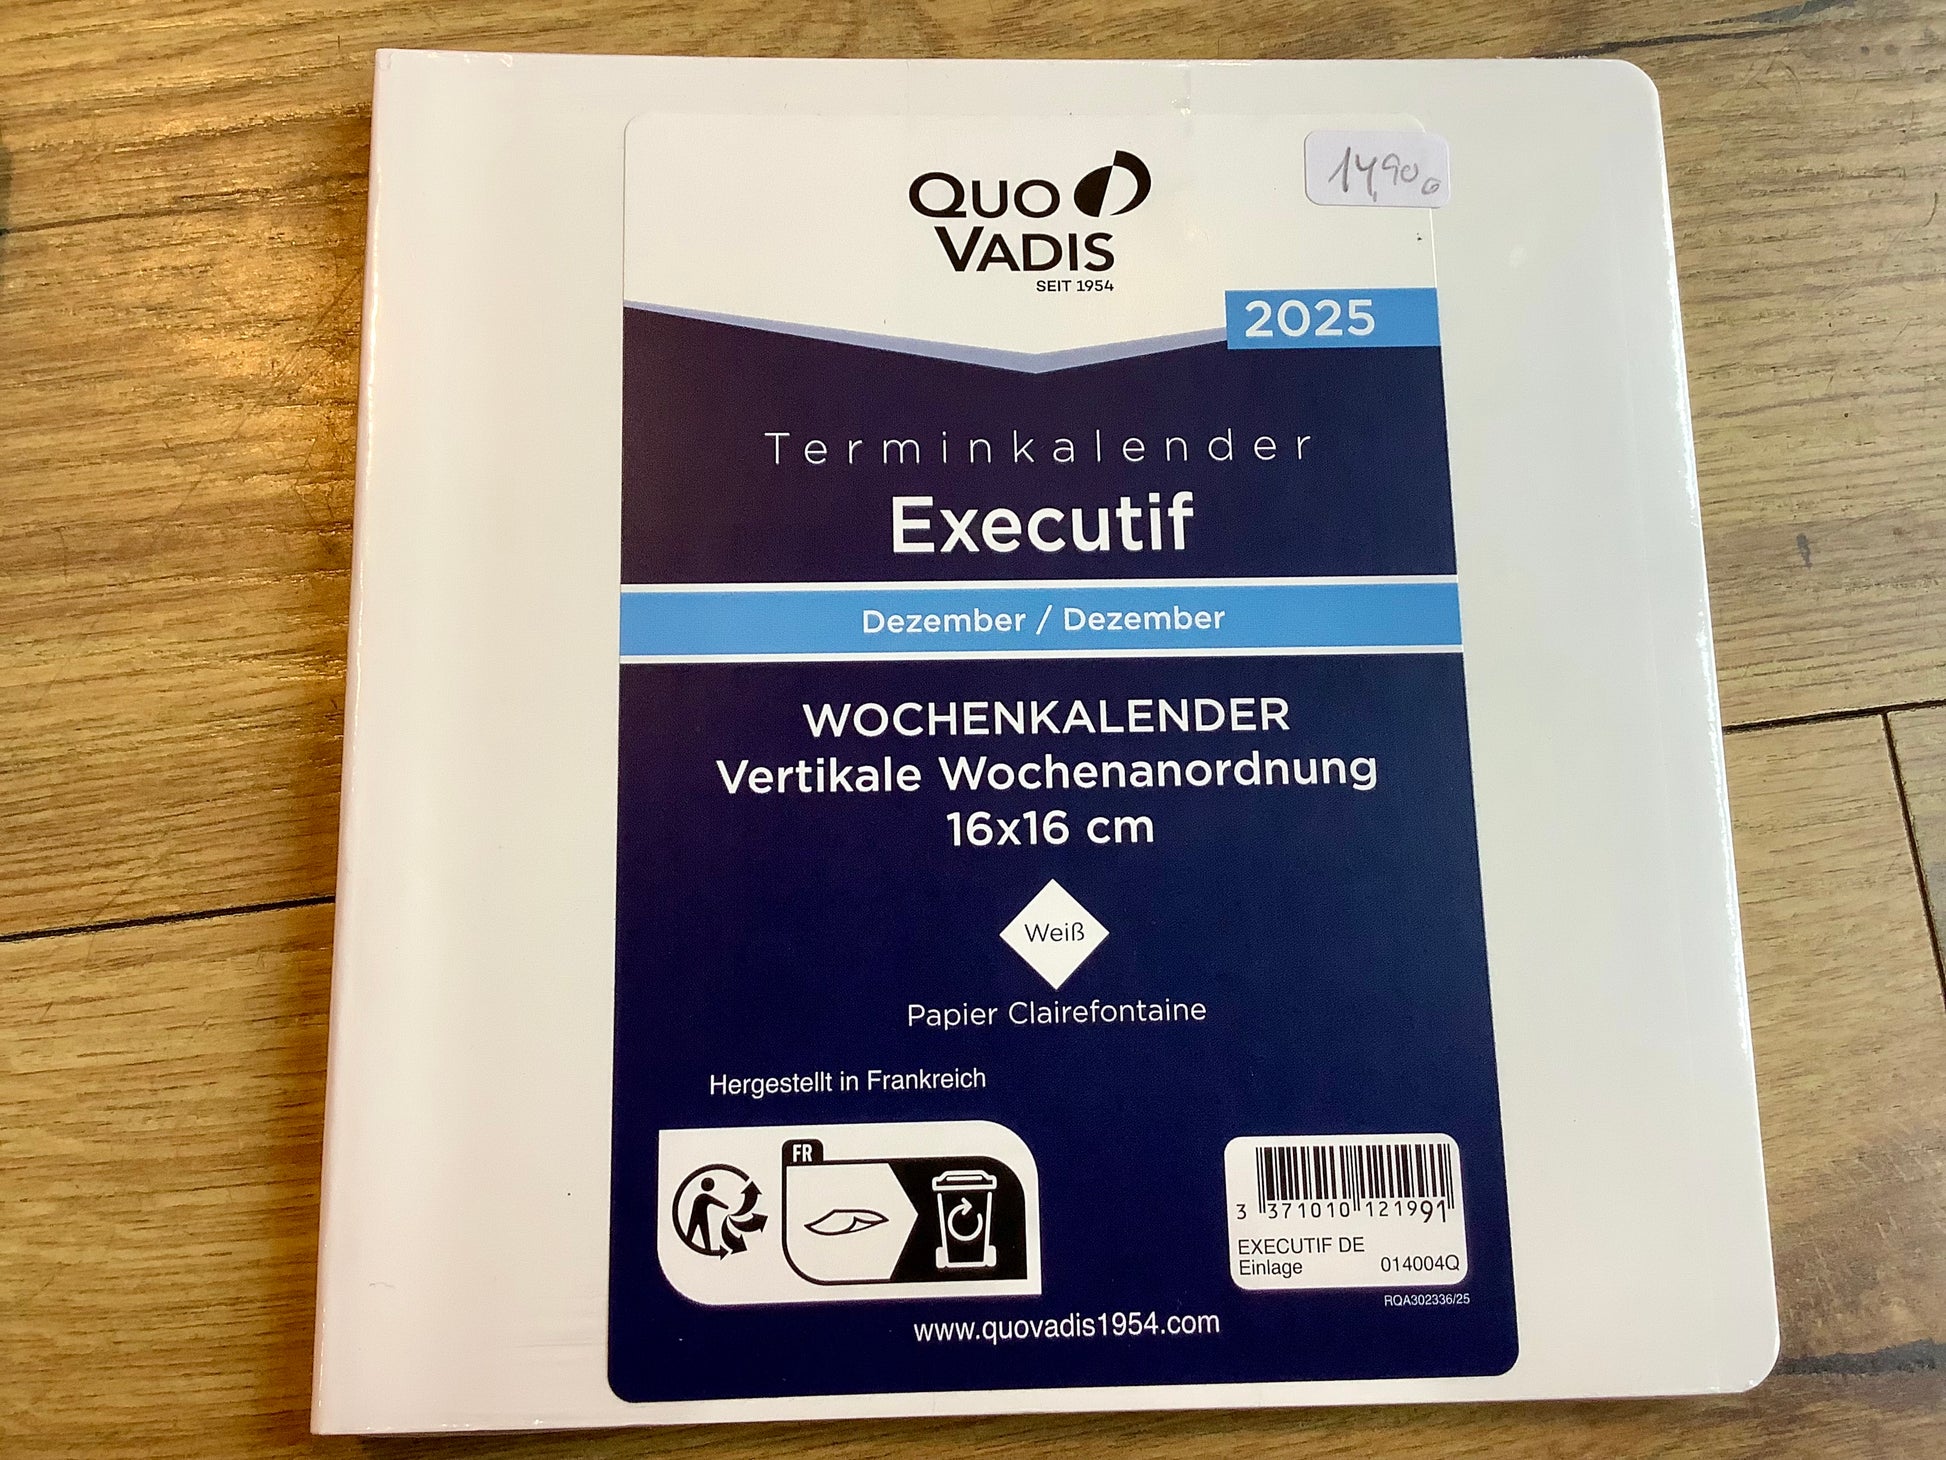 QUO
VADIS
SEIT 1954
14,90
2025
Terminkalender
Executif
Dezember / Dezember
WOCHENKALENDER
Vertikale Wochenanordnung
16x16 cm
Weiß
Papier Clairefontaine
Hergestellt in Frankreich
FR
3 371010 121991
EXECUTIF DE
Einlage 014004Q
RQA302336/25
www.quovadis1954.com